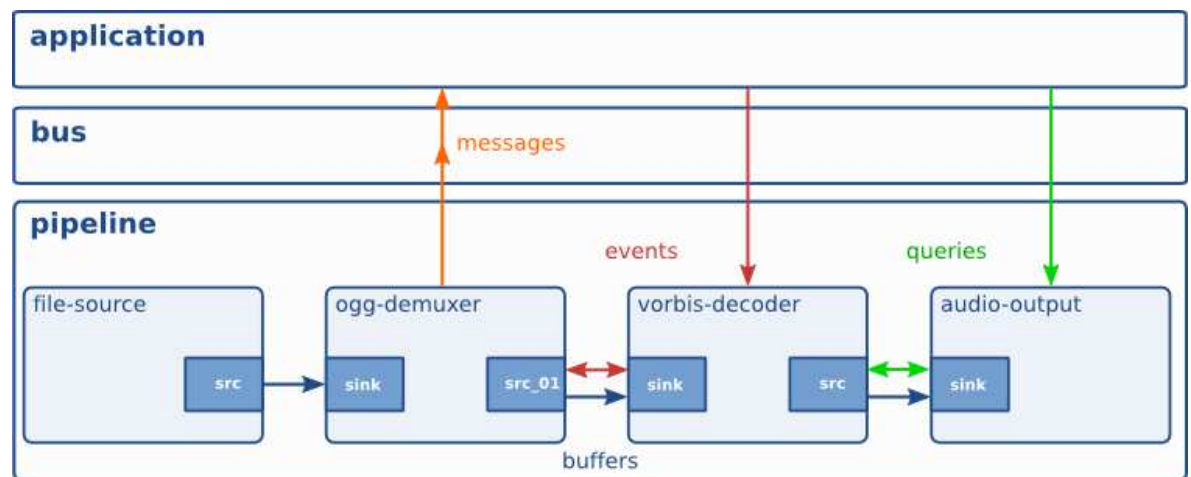 application
bus
messages
pipeline
events
queries
file-source
ogg-demuxer
vorbis-decoder
audio-output
src
sink
src_01
sink
src
sink
buffers